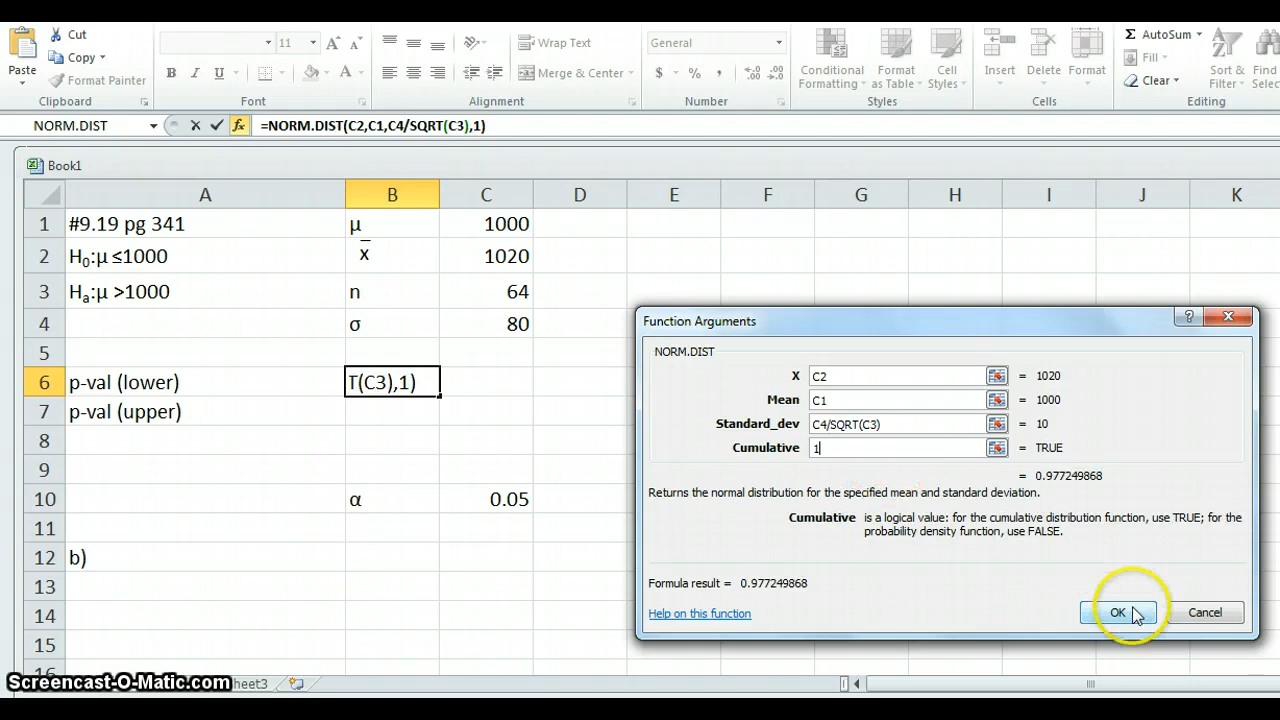 Cut
11
Wrap Text
General
Paste
Copy
Format Painter
B I U
A
Merge & Center
$ % ,
Conditional Formatting
Format as Table
Cell Styles
Insert
Delete
Format
Σ AutoSum
Fill
Clear
Sort & Filter
Find
Selec
Clipboard
Font
Alignment
Number
Styles
Cells
Editing
NORM.DIST
fx
=NORM.DIST(C2,C1,C4/SQRT(C3),1)
Book1
A B C D E F G H I J K
1 #9.19 pg 341 μ 1000
2 H0:μ ≤1000 x̄ 1020
3 Ha:μ >1000 n 64
4 σ 80
5
6 p-val (lower) T(C3),1)
7 p-val (upper)
8
9
10 α 0.05
11
12 b)
13
14
15
16
Function Arguments
NORM.DIST
X C2 = 1020
Mean C1 = 1000
Standard_dev C4/SQRT(C3) = 10
Cumulative 1 = TRUE
= 0.977249868
Returns the normal distribution for the specified mean and standard deviation.
Cumulative is a logical value: for the cumulative distribution function, use TRUE; for the
probability density function, use FALSE.
Formula result = 0.977249868
Help on this function
OK
Cancel
Screencast-O-Matic.com
heet3